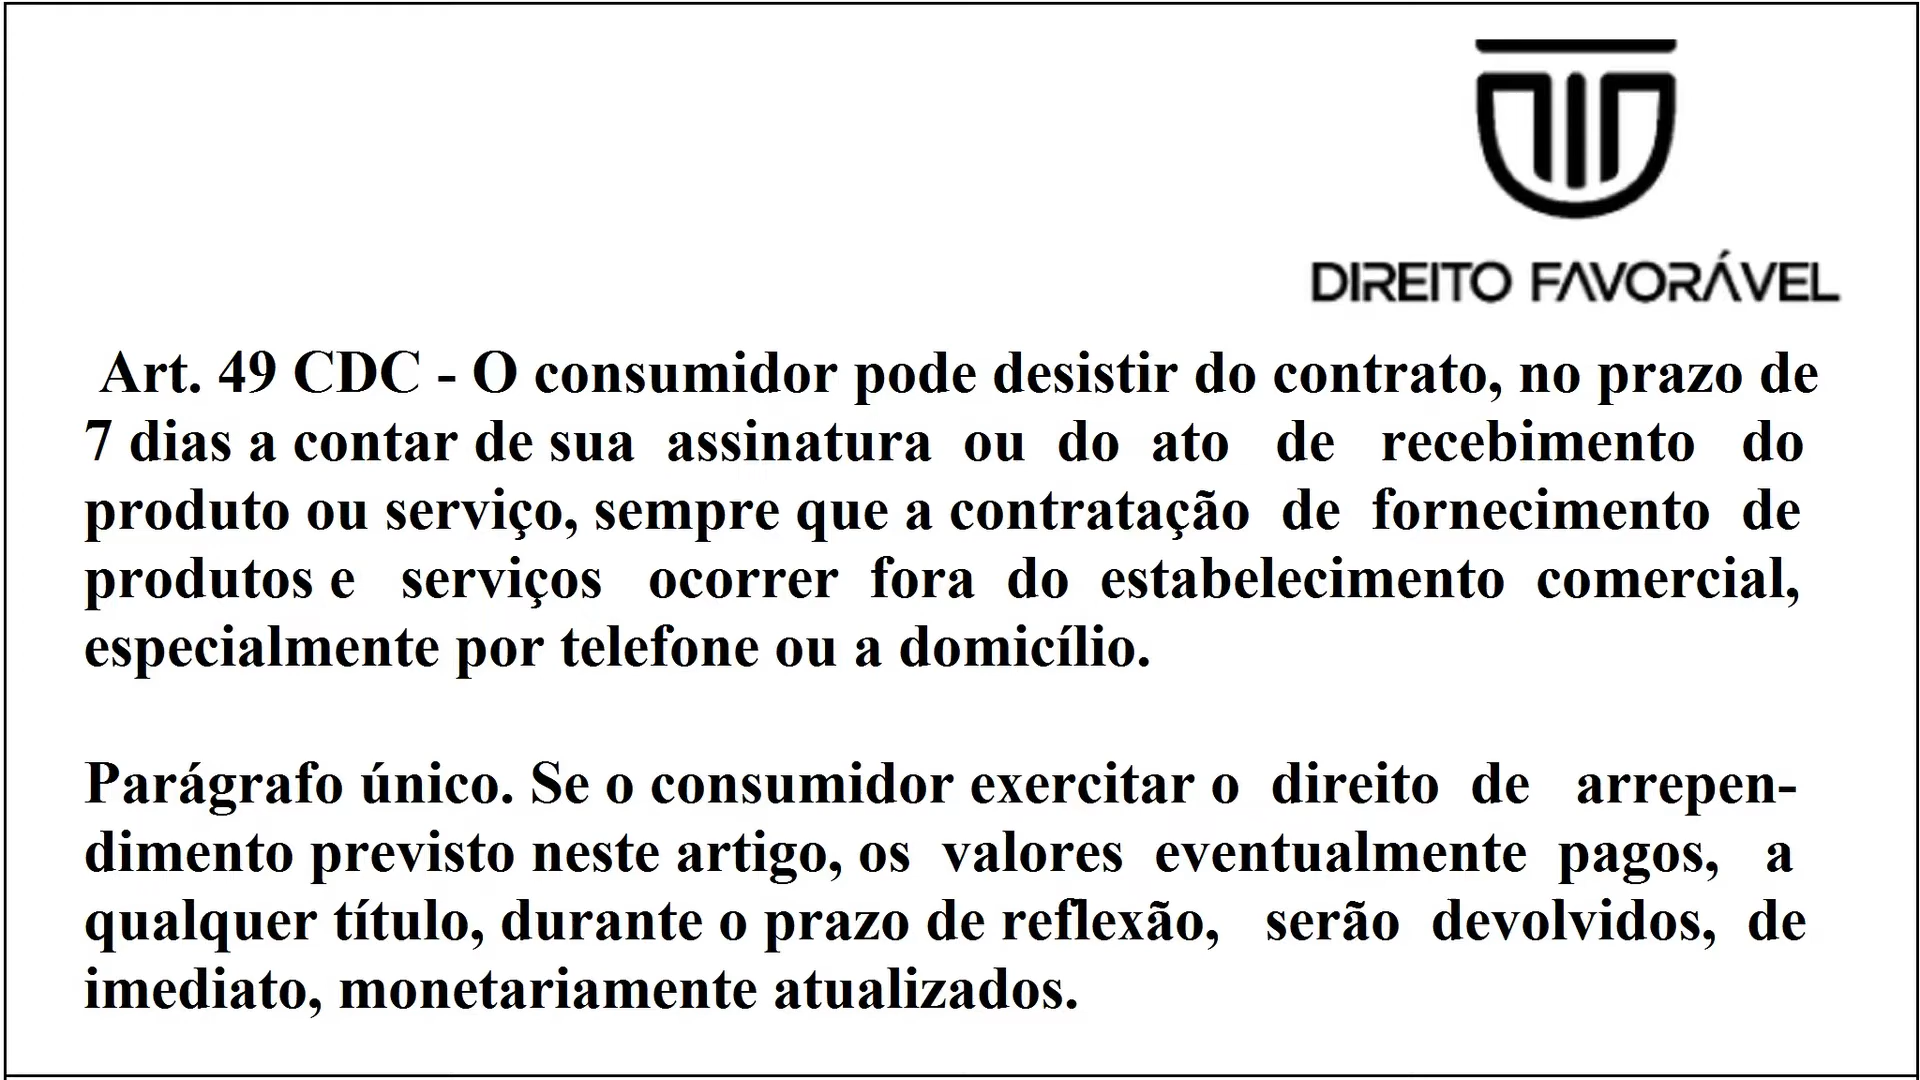 DIREITO FAVORÁVEL
Art. 49 CDC - O consumidor pode desistir do contrato, no prazo de
7 dias a contar de sua assinatura ou do ato de recebimento do
produto ou serviço, sempre que a contratação de fornecimento de
produtos e serviços ocorrer fora do estabelecimento comercial,
especialmente por telefone ou a domicílio.
Parágrafo único. Se o consumidor exercitar o direito de arrepen-
dimento previsto neste artigo, os valores eventualmente pagos, a
qualquer título, durante o prazo de reflexão, serão devolvidos, de
imediato, monetariamente atualizados.